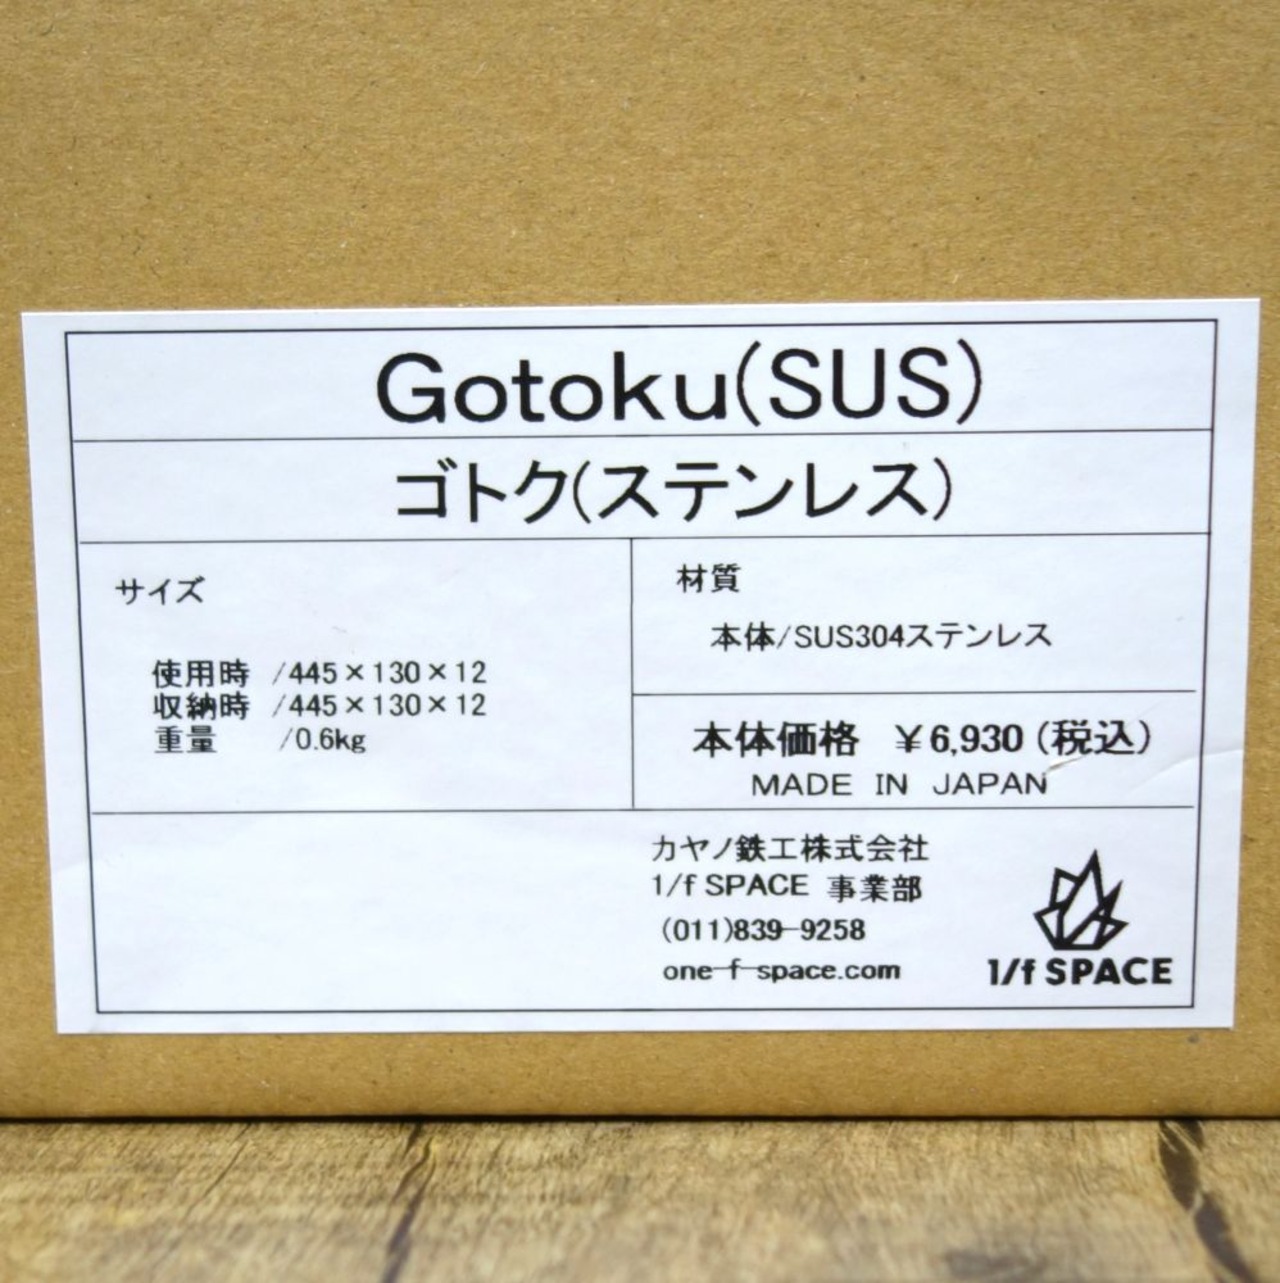 Gotoku(SUS)
ゴトク(ステンレス)
サイズ
使用時 /445×130×12
収納時 /445×130×12
重量 /0.6kg
材質
本体/SUS304ステンレス
本体価格 ￥6,930(税込)
MADE IN JAPAN
カヤノ鉄工株式会社
1/f SPACE 事業部
(011)839-9258
one-f-space.com
1/f SPACE